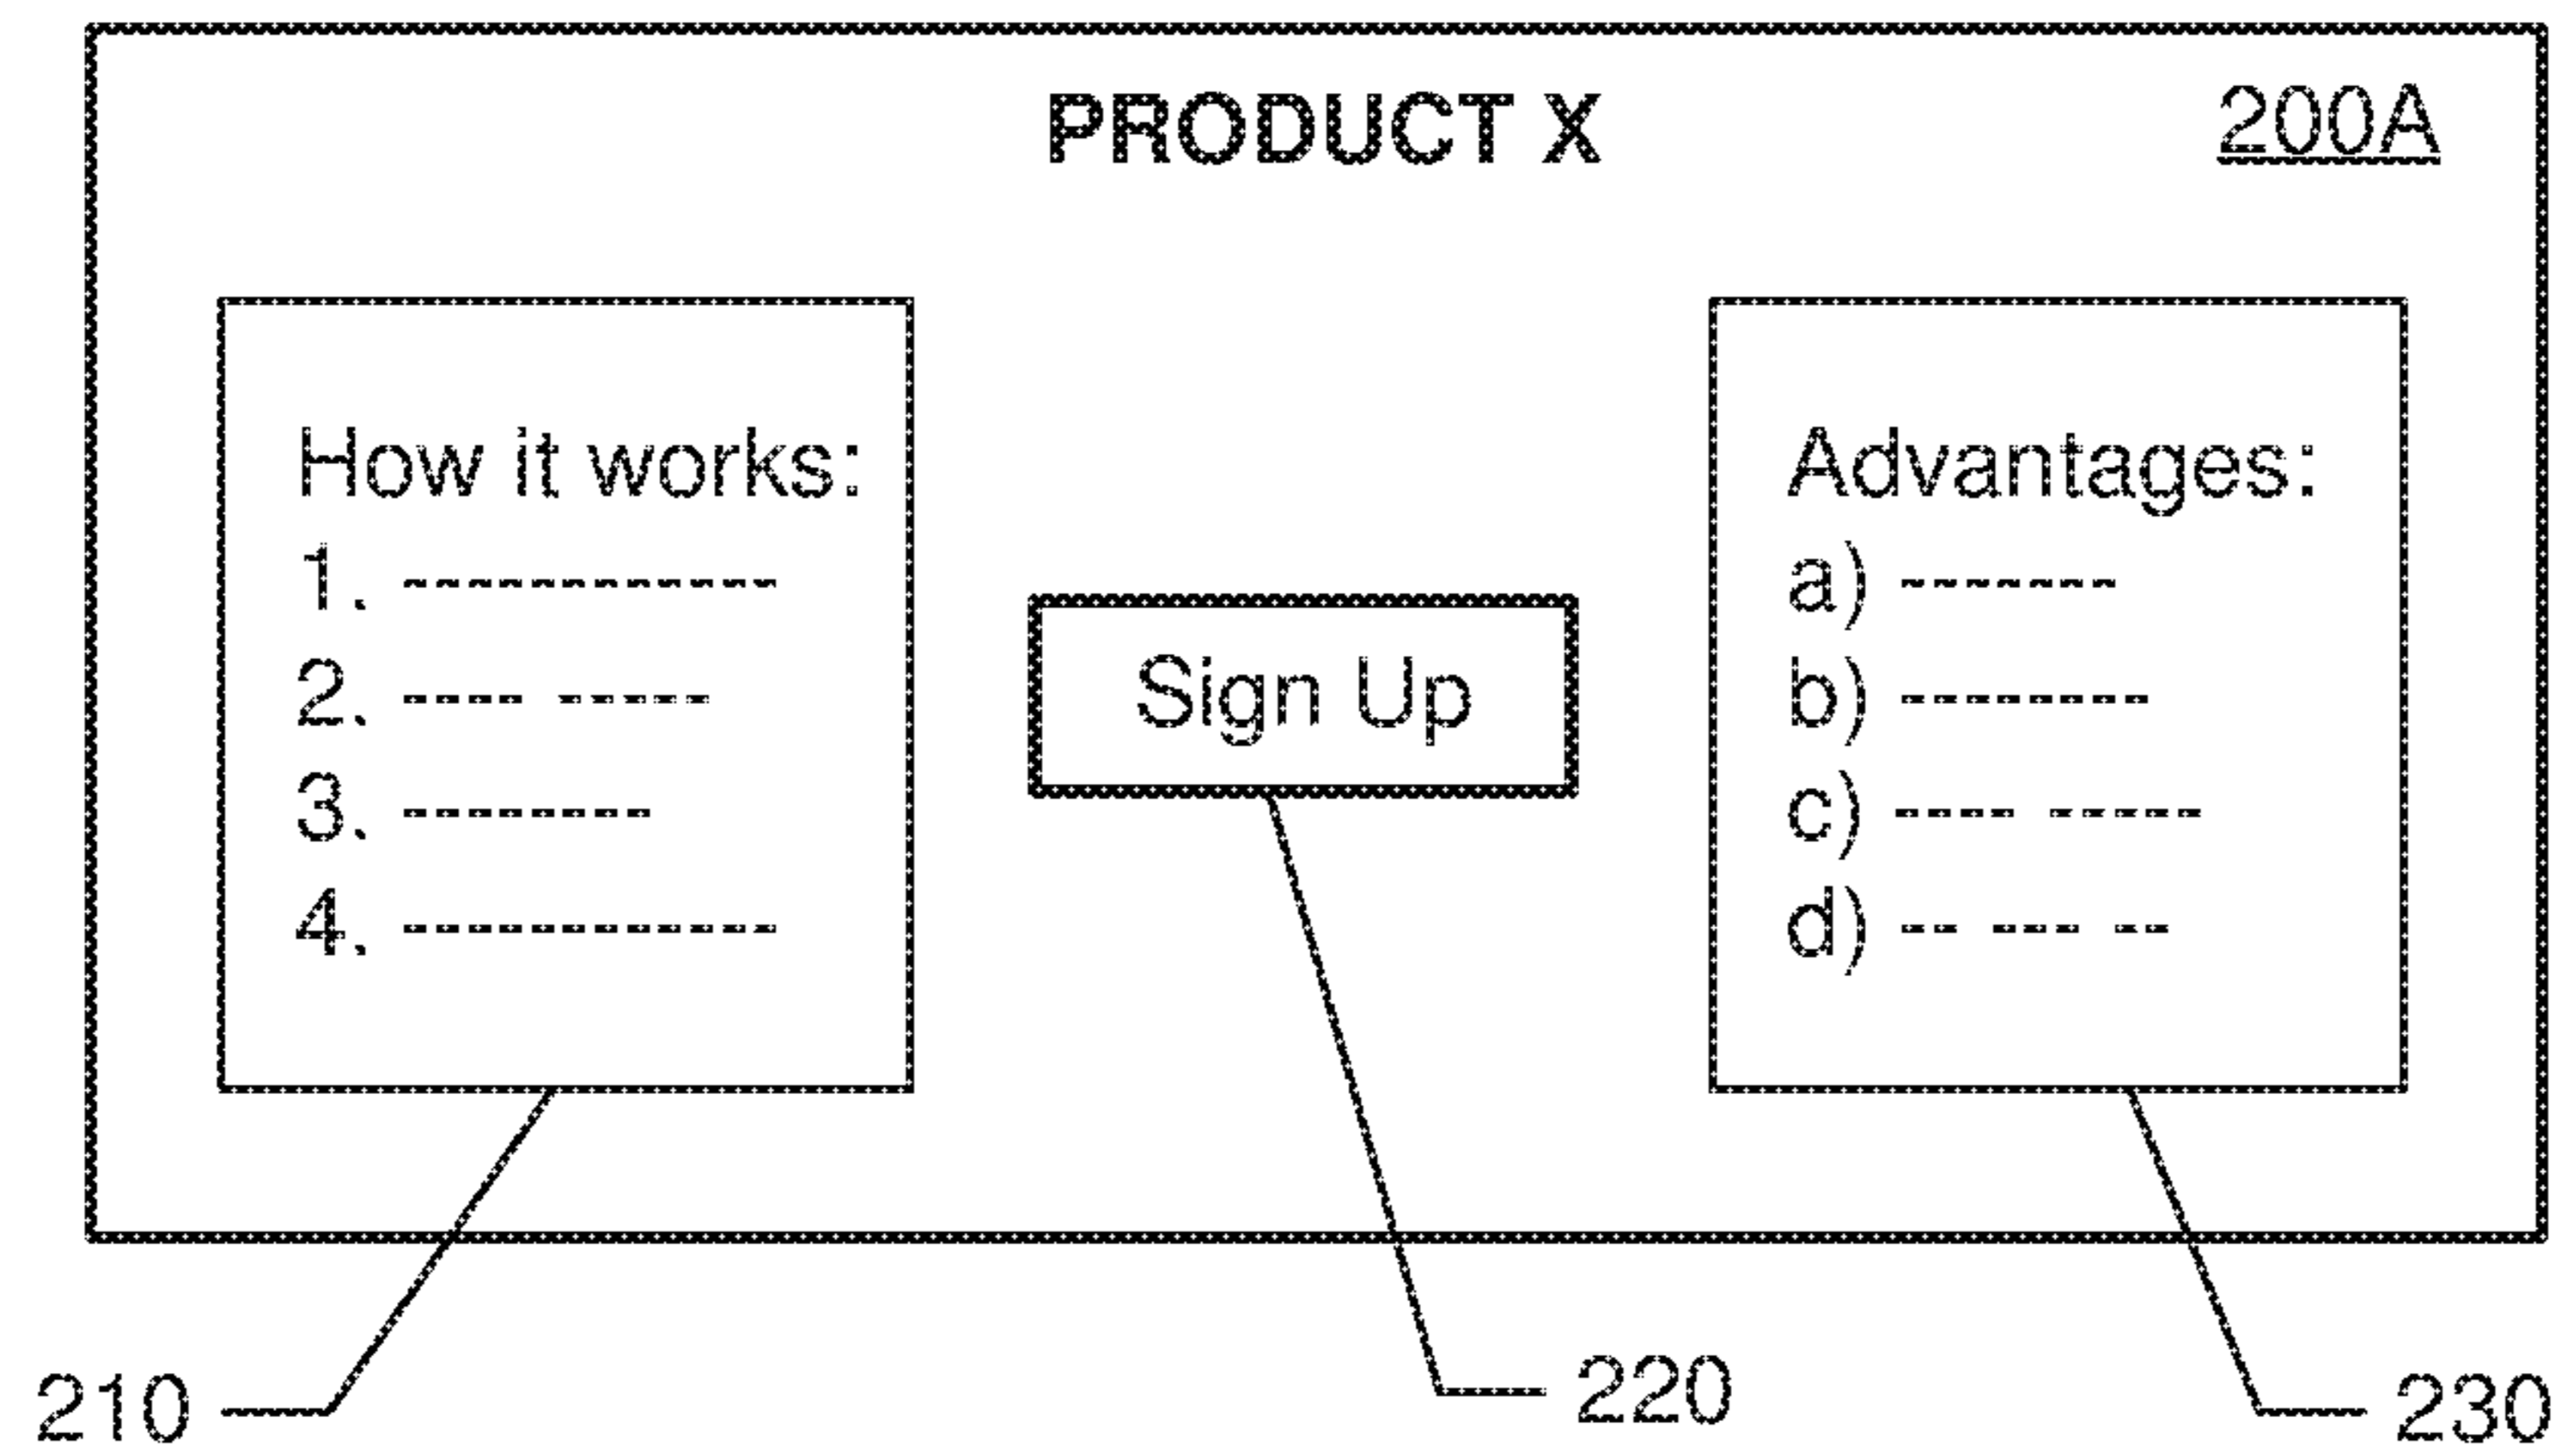 PRODUCT X
200A
How it works:
1. ------------
2. ---- -----
3. --------
4. ------------
Sign Up
Advantages:
a) -------
b) --------
c) ---- -----
d) -- --- --
210
220
230